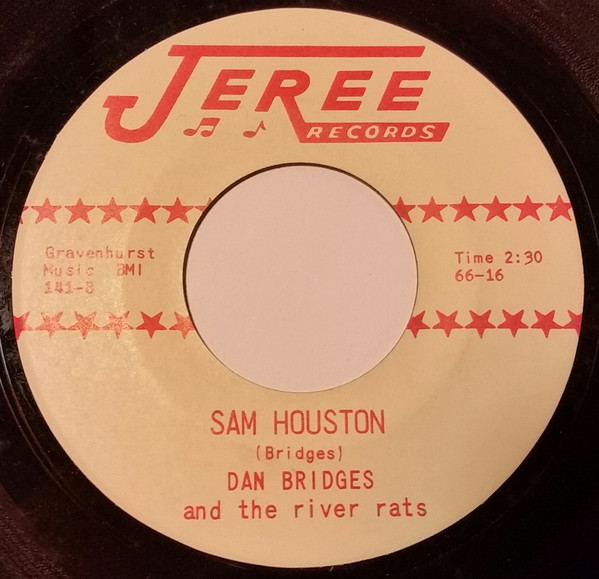 JEREE
RECORDS
Gravenhurst
Music BMI
141-B
Time 2:30
66-16
SAM HOUSTON
(Bridges)
DAN BRIDGES
and the river rats